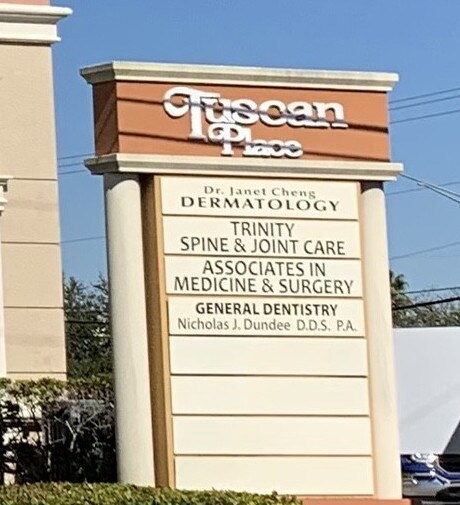 Tuscan
Place
Dr. Janet Cheng
DERMATOLOGY
TRINITY
SPINE & JOINT CARE
ASSOCIATES IN
MEDICINE & SURGERY
GENERAL DENTISTRY
Nicholas J. Dundee D.D.S. P.A.